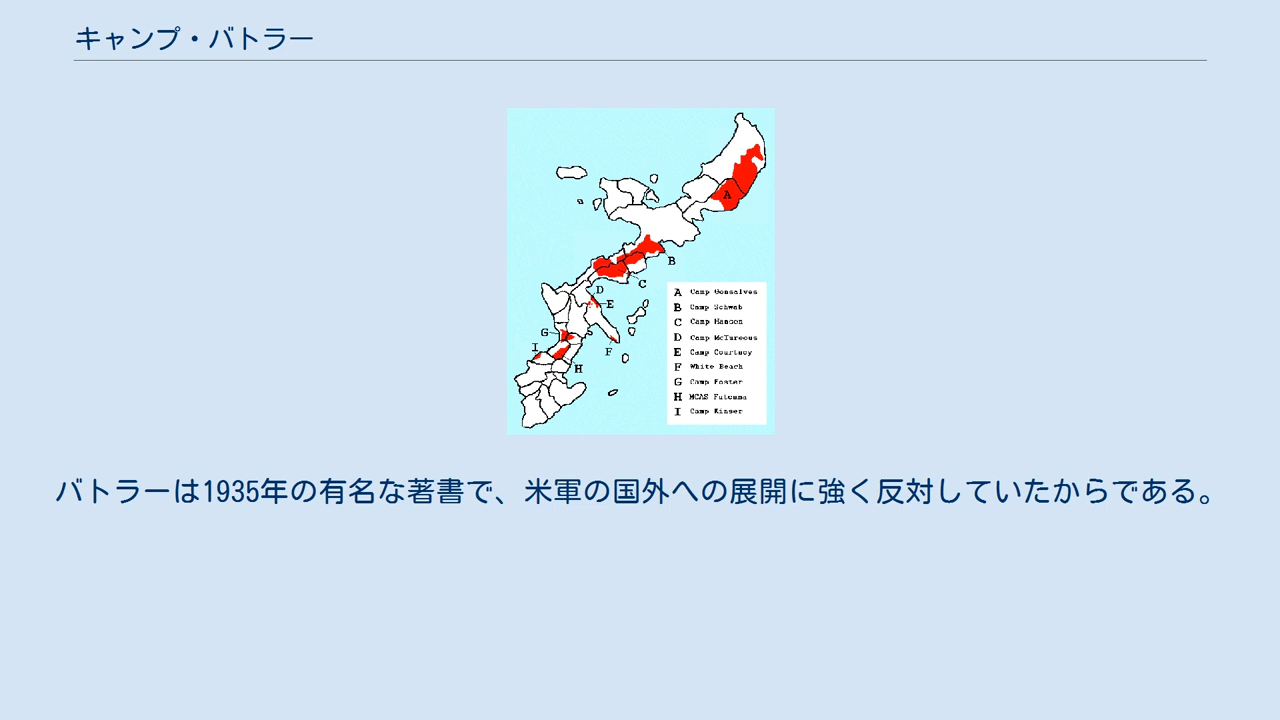 キャンプ・バトラー
A
B
C
D
E
F
G
H
I
A Camp Gonsalves
B Camp Schwab
C Camp Hanson
D Camp McTureous
E Camp Courtney
F White Beach
G Camp Foster
H MCAS Futenma
I Camp Kinser
バトラーは1935年の有名な著書で、米軍の国外への展開に強く反対していたからである。